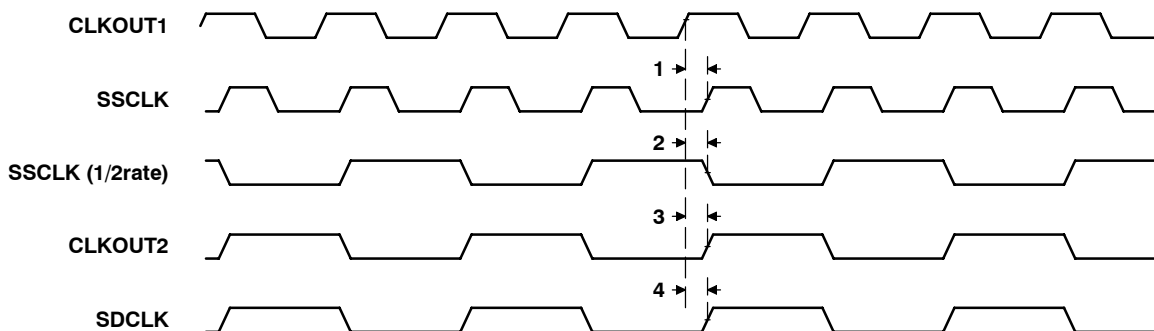 CLKOUT1
1
SSCLK
2
SSCLK (1/2rate)
3
CLKOUT2
4
SDCLK